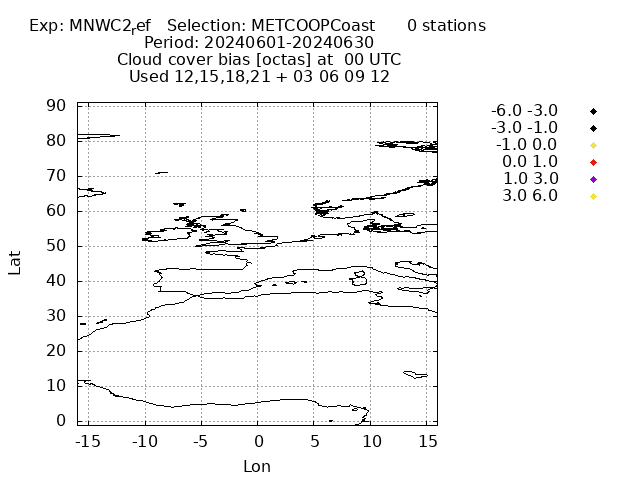 Exp: MNWC2ref   Selection: METCOOPCoast      0 stations
Period: 20240601-20240630
Cloud cover bias [octas] at  00 UTC
Used 12,15,18,21 + 03 06 09 12
-6.0 -3.0
-3.0 -1.0
-1.0 0.0
0.0 1.0
1.0 3.0
3.0 6.0
90
80
70
60
50
40
30
20
10
0
Lat
-15 -10 -5 0 5 10 15
Lon